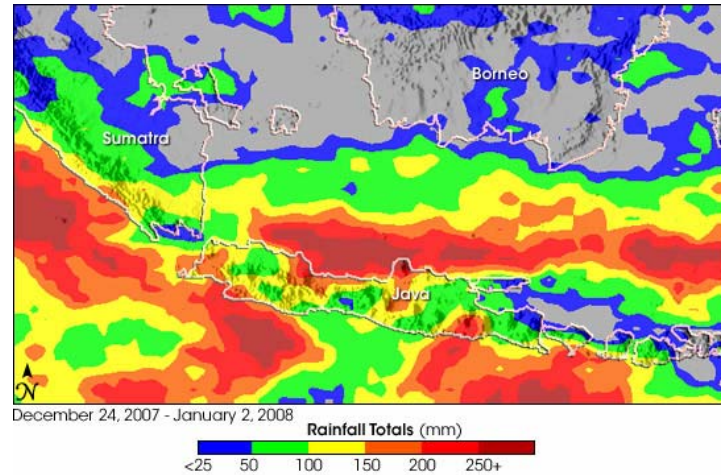 Borneo
Sumatra
Java
N
December 24, 2007 - January 2, 2008
Rainfall Totals (mm)
<25 50 100 150 200 250+